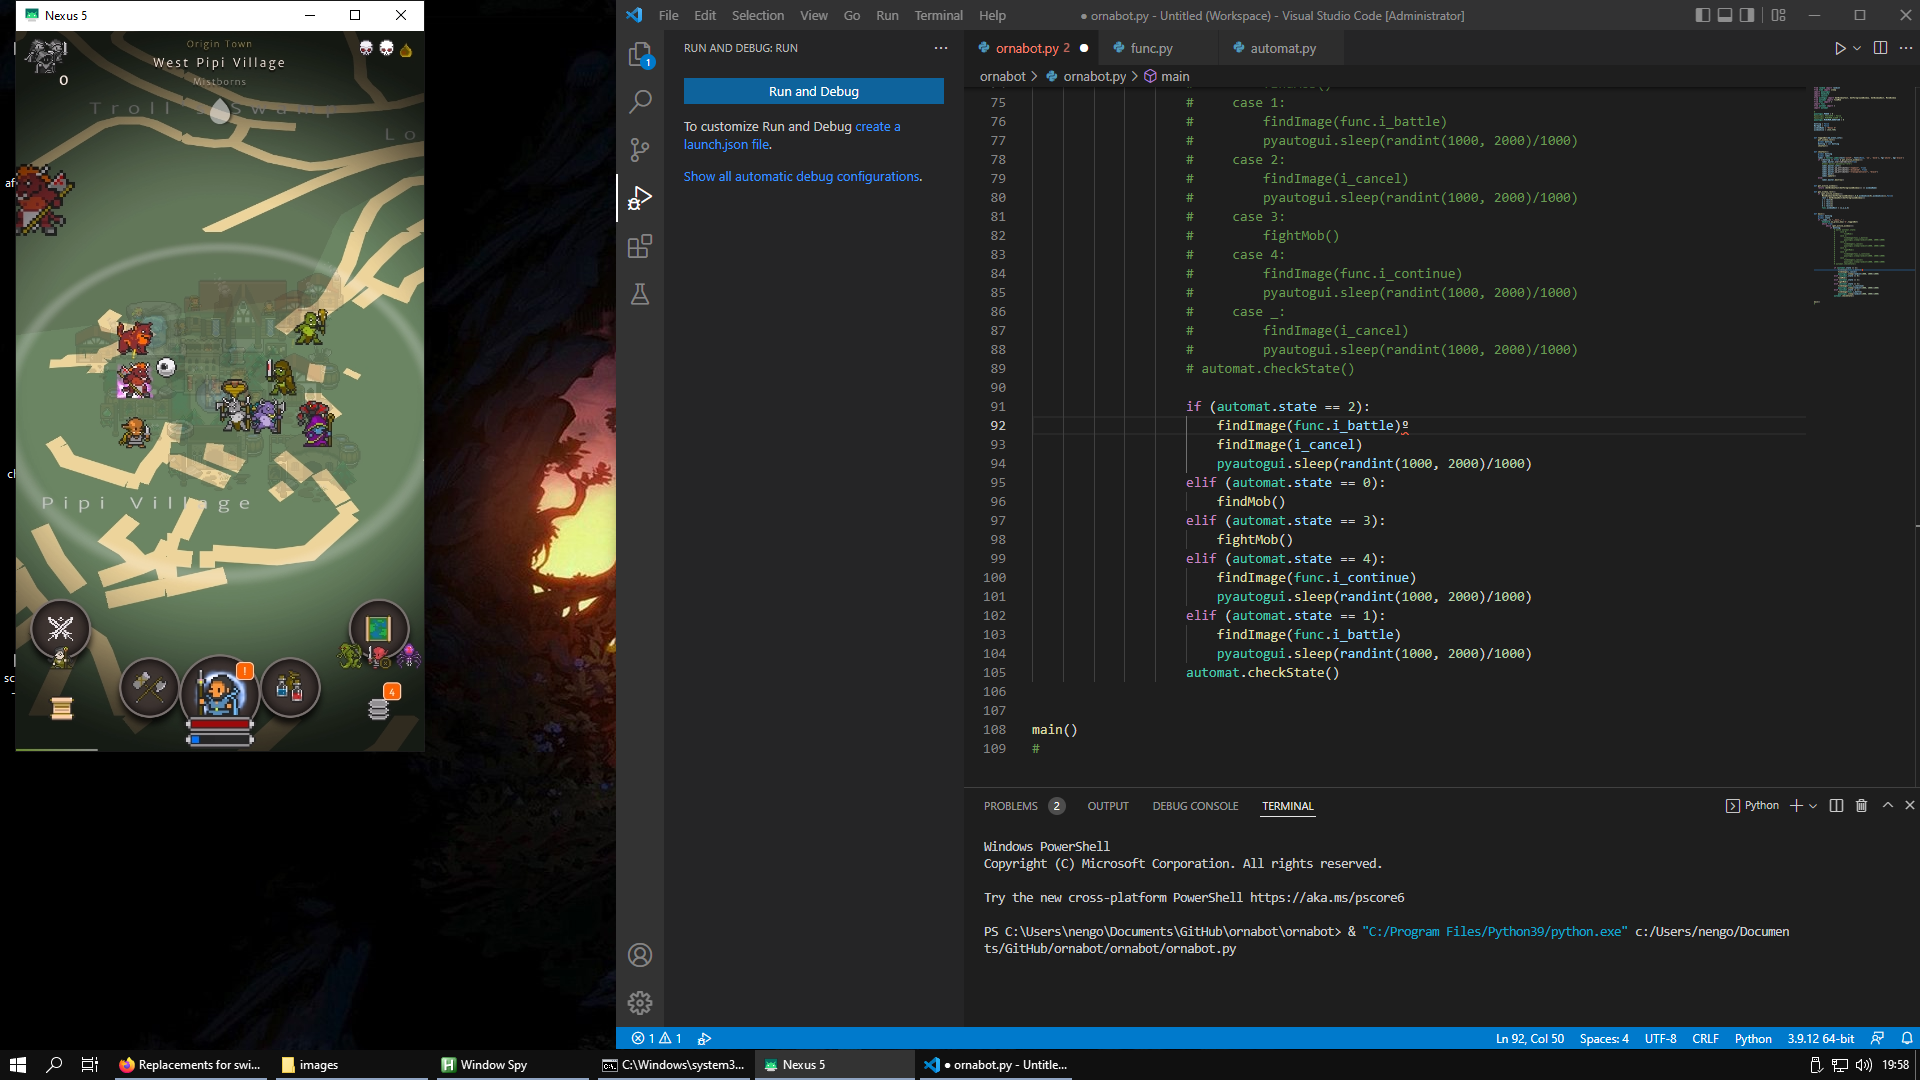 Nexus 5
Origin Town
West Pipi Village
Mistborns
0
Troll's Swamp
Lo
Pipi Village
4
af
ch
sc
File Edit Selection View Go Run Terminal Help
● ornabot.py - Untitled (Workspace) - Visual Studio Code [Administrator]
RUN AND DEBUG: RUN
Run and Debug
To customize Run and Debug create a
launch.json file.
Show all automatic debug configurations.
1
ornabot.py 2 ●
func.py
automat.py
ornabot > ornabot.py > main
75 # case 1:
76 # findImage(func.i_battle)
77 # pyautogui.sleep(randint(1000, 2000)/1000)
78 # case 2:
79 # findImage(i_cancel)
80 # pyautogui.sleep(randint(1000, 2000)/1000)
81 # case 3:
82 # fightMob()
83 # case 4:
84 # findImage(func.i_continue)
85 # pyautogui.sleep(randint(1000, 2000)/1000)
86 # case _:
87 # findImage(i_cancel)
88 # pyautogui.sleep(randint(1000, 2000)/1000)
89 # automat.checkState()
90
91 if (automat.state == 2):
92 findImage(func.i_battle)º
93 findImage(i_cancel)
94 pyautogui.sleep(randint(1000, 2000)/1000)
95 elif (automat.state == 0):
96 findMob()
97 elif (automat.state == 3):
98 fightMob()
99 elif (automat.state == 4):
100 findImage(func.i_continue)
101 pyautogui.sleep(randint(1000, 2000)/1000)
102 elif (automat.state == 1):
103 findImage(func.i_battle)
104 pyautogui.sleep(randint(1000, 2000)/1000)
105 automat.checkState()
106
107
108 main()
109 #
PROBLEMS 2 OUTPUT DEBUG CONSOLE TERMINAL
Python
Windows PowerShell
Copyright (C) Microsoft Corporation. All rights reserved.
Try the new cross-platform PowerShell https://aka.ms/pscore6
PS C:\Users\nengo\Documents\GitHub\ornabot\ornabot> & "C:/Program Files/Python39/python.exe" c:/Users/nengo/Documen
ts/GitHub/ornabot/ornabot/ornabot.py
1 1
Ln 92, Col 50 Spaces: 4 UTF-8 CRLF Python 3.9.12 64-bit
Replacements for swi...
images
Window Spy
C:\Windows\system3...
Nexus 5
● ornabot.py - Untitle...
19:58